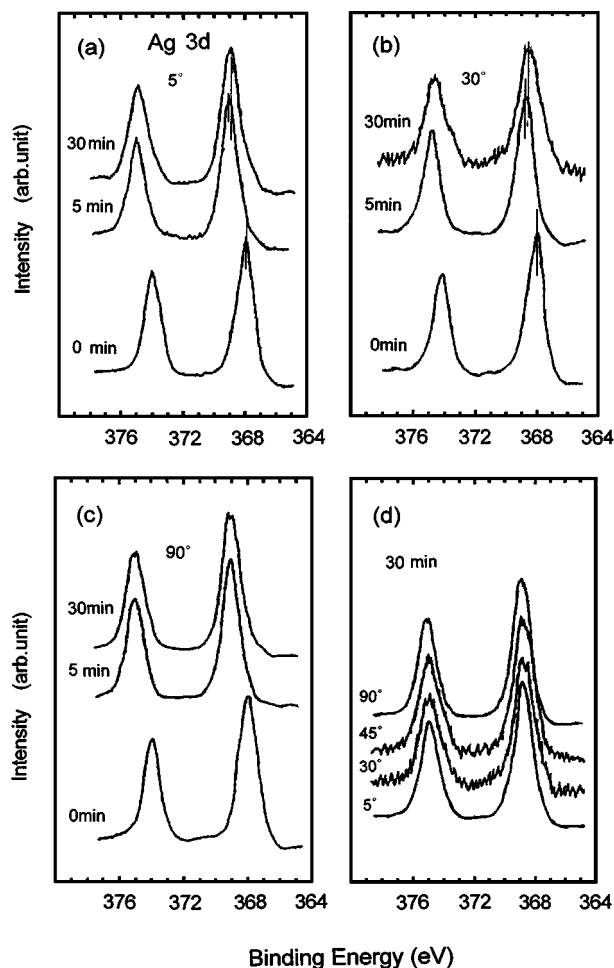 (a)
Ag 3d
5°
30min
5 min
0 min
376
372
368
364
Intensity (arb.unit)
(b)
30°
30min
5min
0min
376
372
368
364
(c)
90°
30min
5 min
0min
376
372
368
364
Intensity (arb.unit)
(d)
30 min
90°
45°
30°
5°
376
372
368
364
Binding Energy (eV)